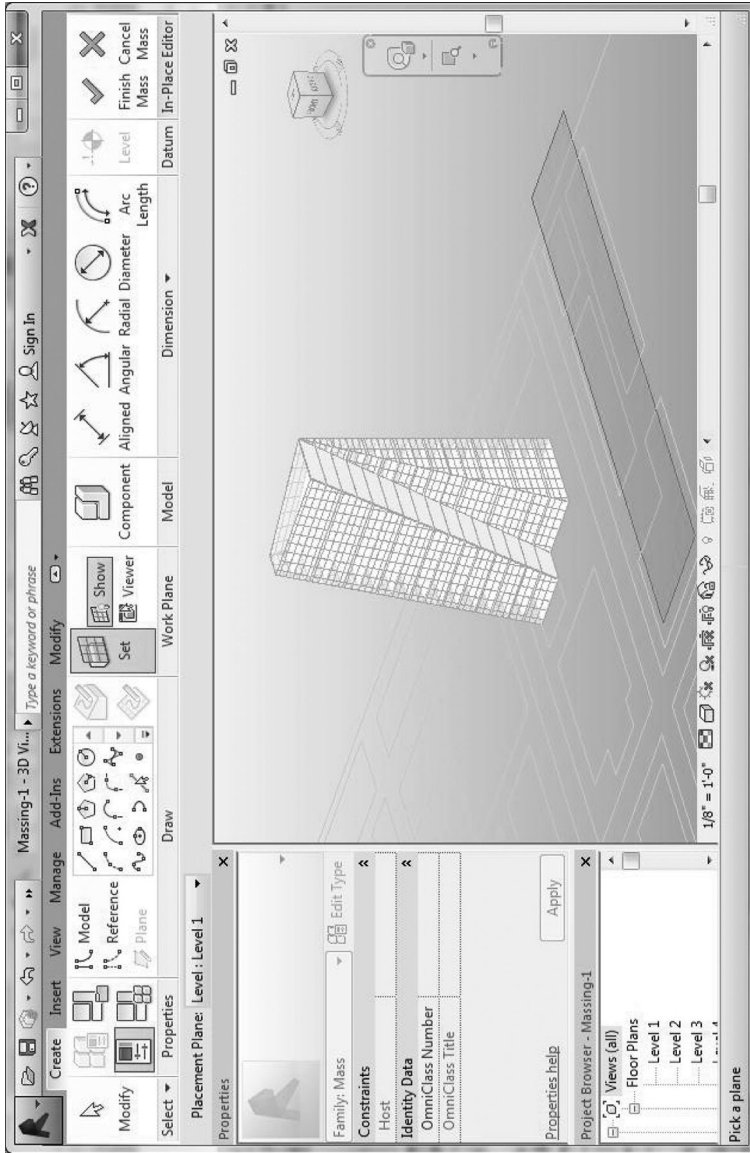 Massing-1 - 3D Vi...
Type a keyword or phrase
Sign In
Create Insert View Manage Add-Ins Extensions Modify
Modify
Model
Reference
Plane
Set
Show
Viewer
Component
Aligned Angular Radial Diameter Arc Length
Level
Finish Mass
Cancel Mass
Select Properties Draw Work Plane Model Dimension Datum In-Place Editor
Placement Plane: Level : Level 1
Properties
Family: Mass
Edit Type
Constraints
Host
Identity Data
OmniClass Number
OmniClass Title
Properties help
Apply
Project Browser - Massing-1
Views (all)
Floor Plans
Level 1
Level 2
Level 3
1/8" = 1'-0"
Pick a plane